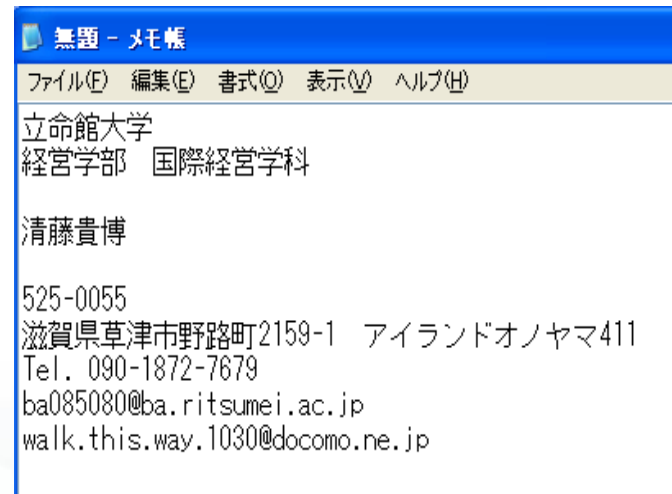 無題 - メモ帳
ファイル(F) 編集(E) 書式(O) 表示(V) ヘルプ(H)
立命館大学
経営学部　国際経営学科
清藤貴博
525-0055
滋賀県草津市野路町2159-1　アイランドオノヤマ411
Tel. 090-1872-7679
ba085080@ba.ritsumei.ac.jp
walk.this.way.1030@docomo.ne.jp